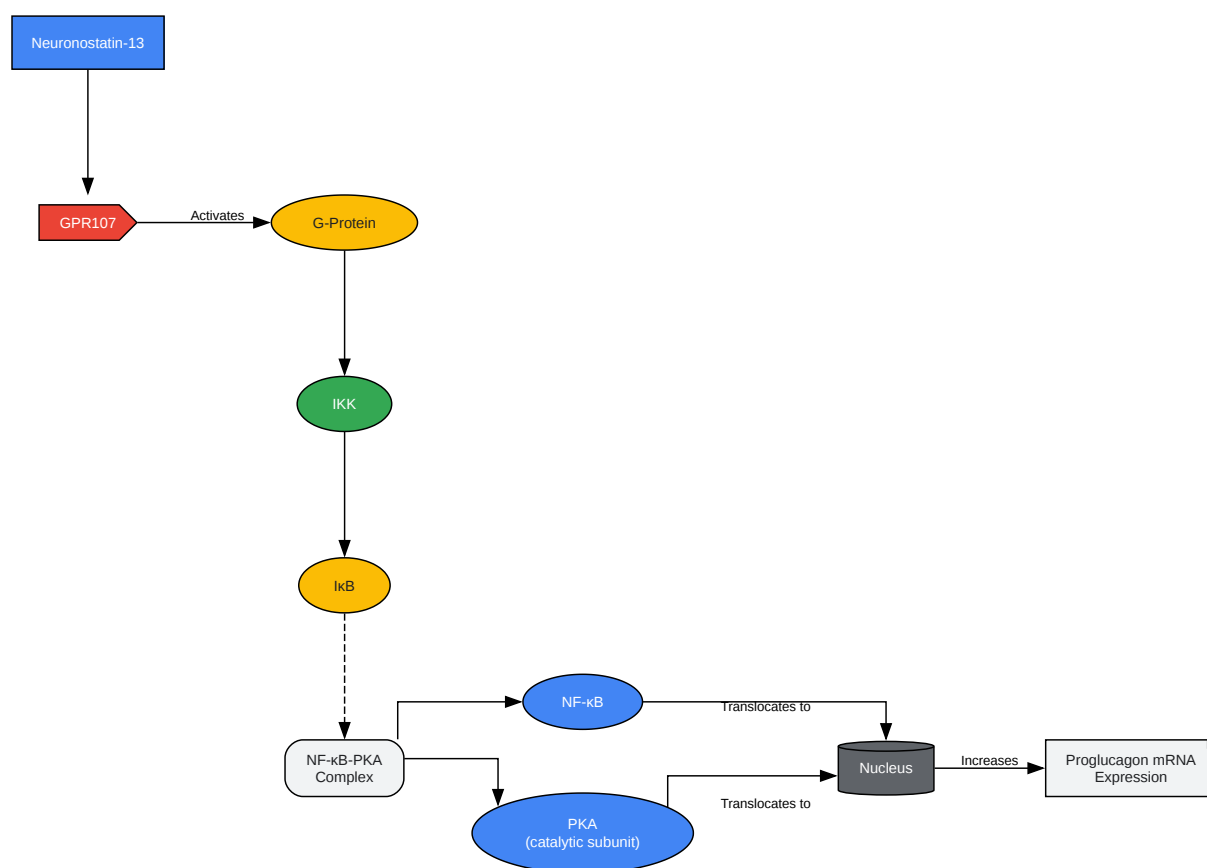 Neuronostatin-13
GPR107
Activates
G-Protein
IKK
IκB
NF-κB
Translocates to
NF-κB-PKA
Complex
Nucleus
Increases
Proglucagon mRNA
Expression
Translocates to
PKA
(catalytic subunit)